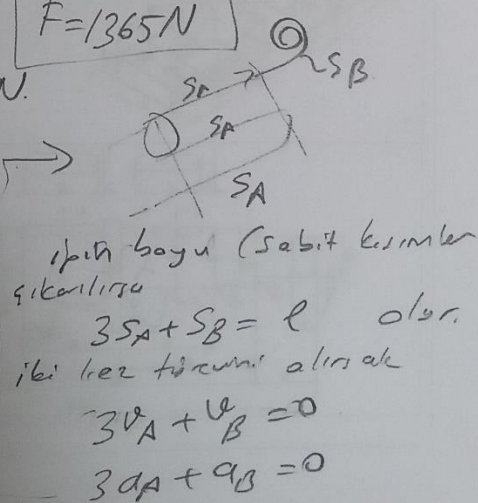 F=1365N
N.
SA
SB
SA
SA
ipin boyu (sabit kısımlar
çıkarılırsa
3SA+SB= l olur.
iki kez türevini alırsak
3VA+VB=0
3aA+aB=0